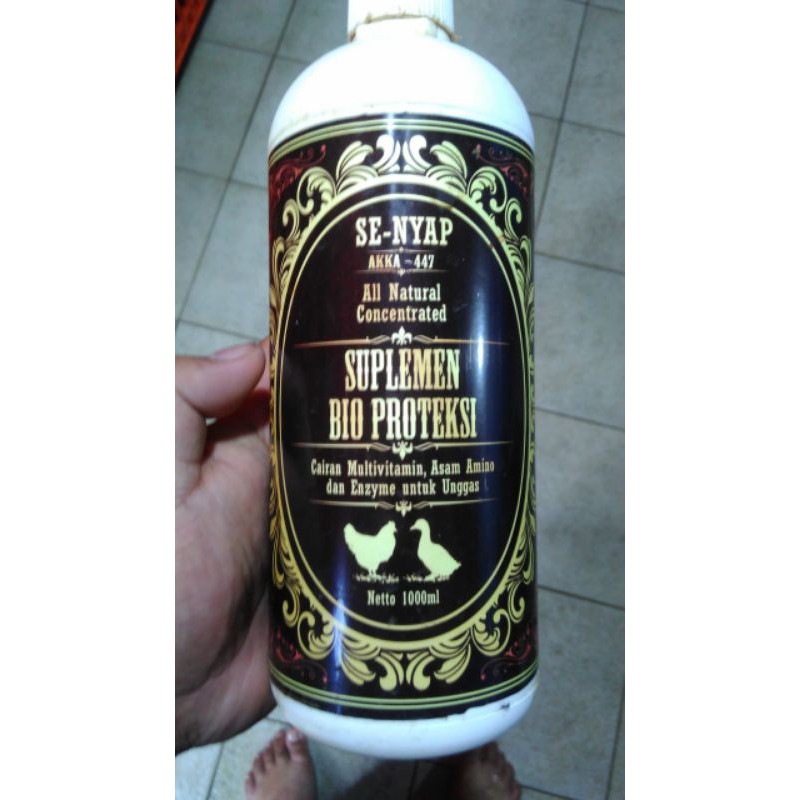 SE-NYAP
AKKA - 447
All Natural
Concentrated
SUPLEMEN
BIO PROTEKSI
Cairan Multivitamin, Asam Amino
dan Enzyme untuk Unggas
Netto 1000ml